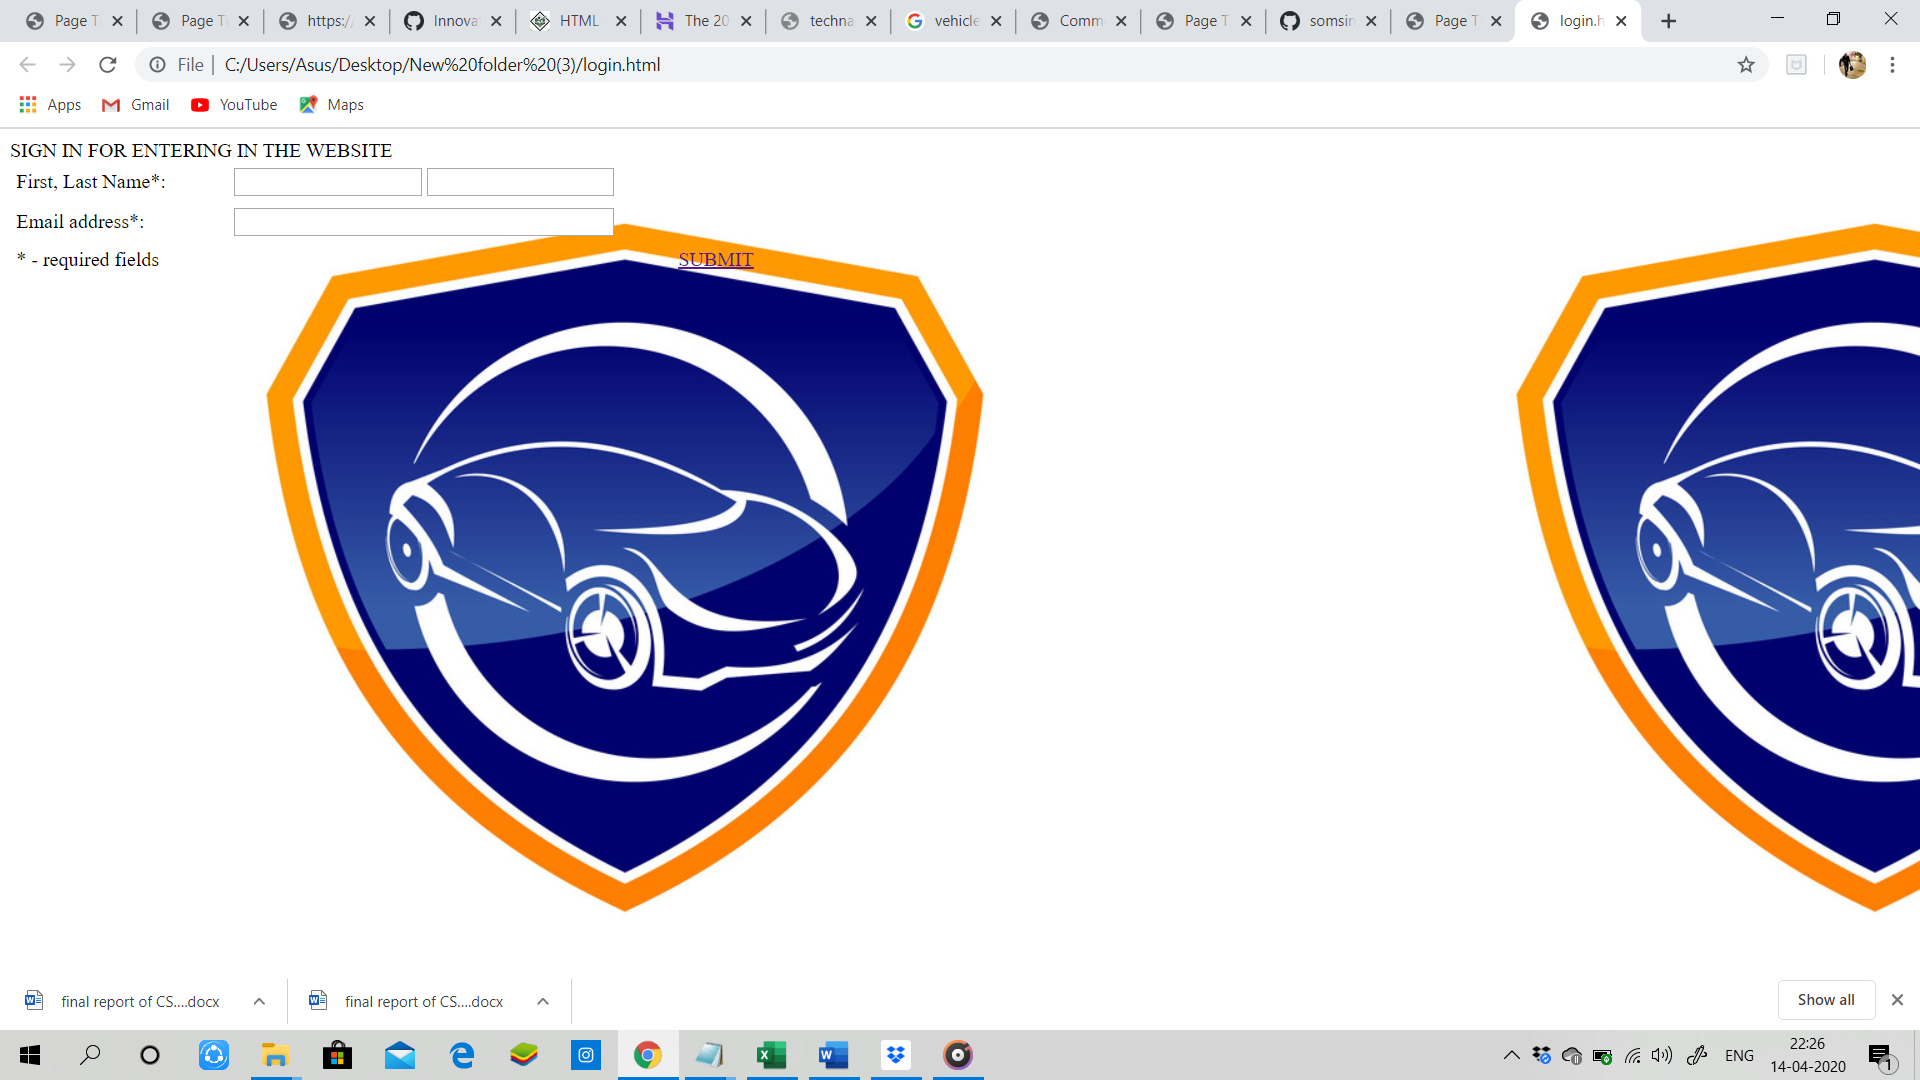 Page Ti
Page Ti
https:/
Innova
HTML
The 20
techna
vehicle
Comm
Page T
somsin
Page T
login.h
File | C:/Users/Asus/Desktop/New%20folder%20(3)/login.html
Apps
Gmail
YouTube
Maps
SIGN IN FOR ENTERING IN THE WEBSITE
First, Last Name*:
Email address*:
* - required fields
SUBMIT
final report of CS....docx
final report of CS....docx
Show all
ENG
22:26
14-04-2020
1